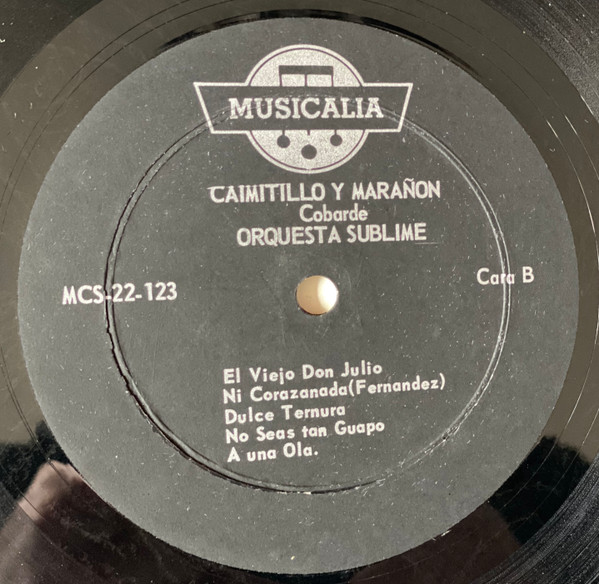 MUSICALIA
CAIMITILLO Y MARAÑON
Cobarde
ORQUESTA SUBLIME
MCS-22-123
Cara B
El Viejo Don Julio
Ni Corazanada(Fernandez)
Dulce Ternura
No Seas tan Guapo
A una Ola.